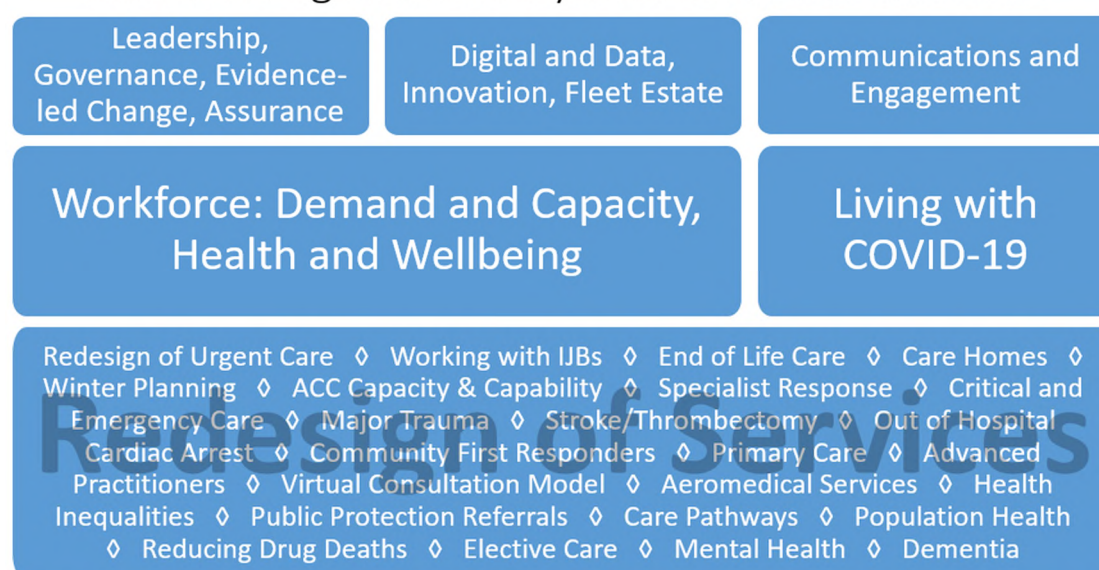 Leadership,
Governance, Evidence-
led Change, Assurance
Digital and Data,
Innovation, Fleet Estate
Communications and
Engagement
Workforce: Demand and Capacity,
Health and Wellbeing
Living with
COVID-19
Redesign of Services
Redesign of Urgent Care ◊ Working with IJBs ◊ End of Life Care ◊ Care Homes ◊
Winter Planning ◊ ACC Capacity & Capability ◊ Specialist Response ◊ Critical and
Emergency Care ◊ Major Trauma ◊ Stroke/Thrombectomy ◊ Out of Hospital
Cardiac Arrest ◊ Community First Responders ◊ Primary Care ◊ Advanced
Practitioners ◊ Virtual Consultation Model ◊ Aeromedical Services ◊ Health
Inequalities ◊ Public Protection Referrals ◊ Care Pathways ◊ Population Health
◊ Reducing Drug Deaths ◊ Elective Care ◊ Mental Health ◊ Dementia